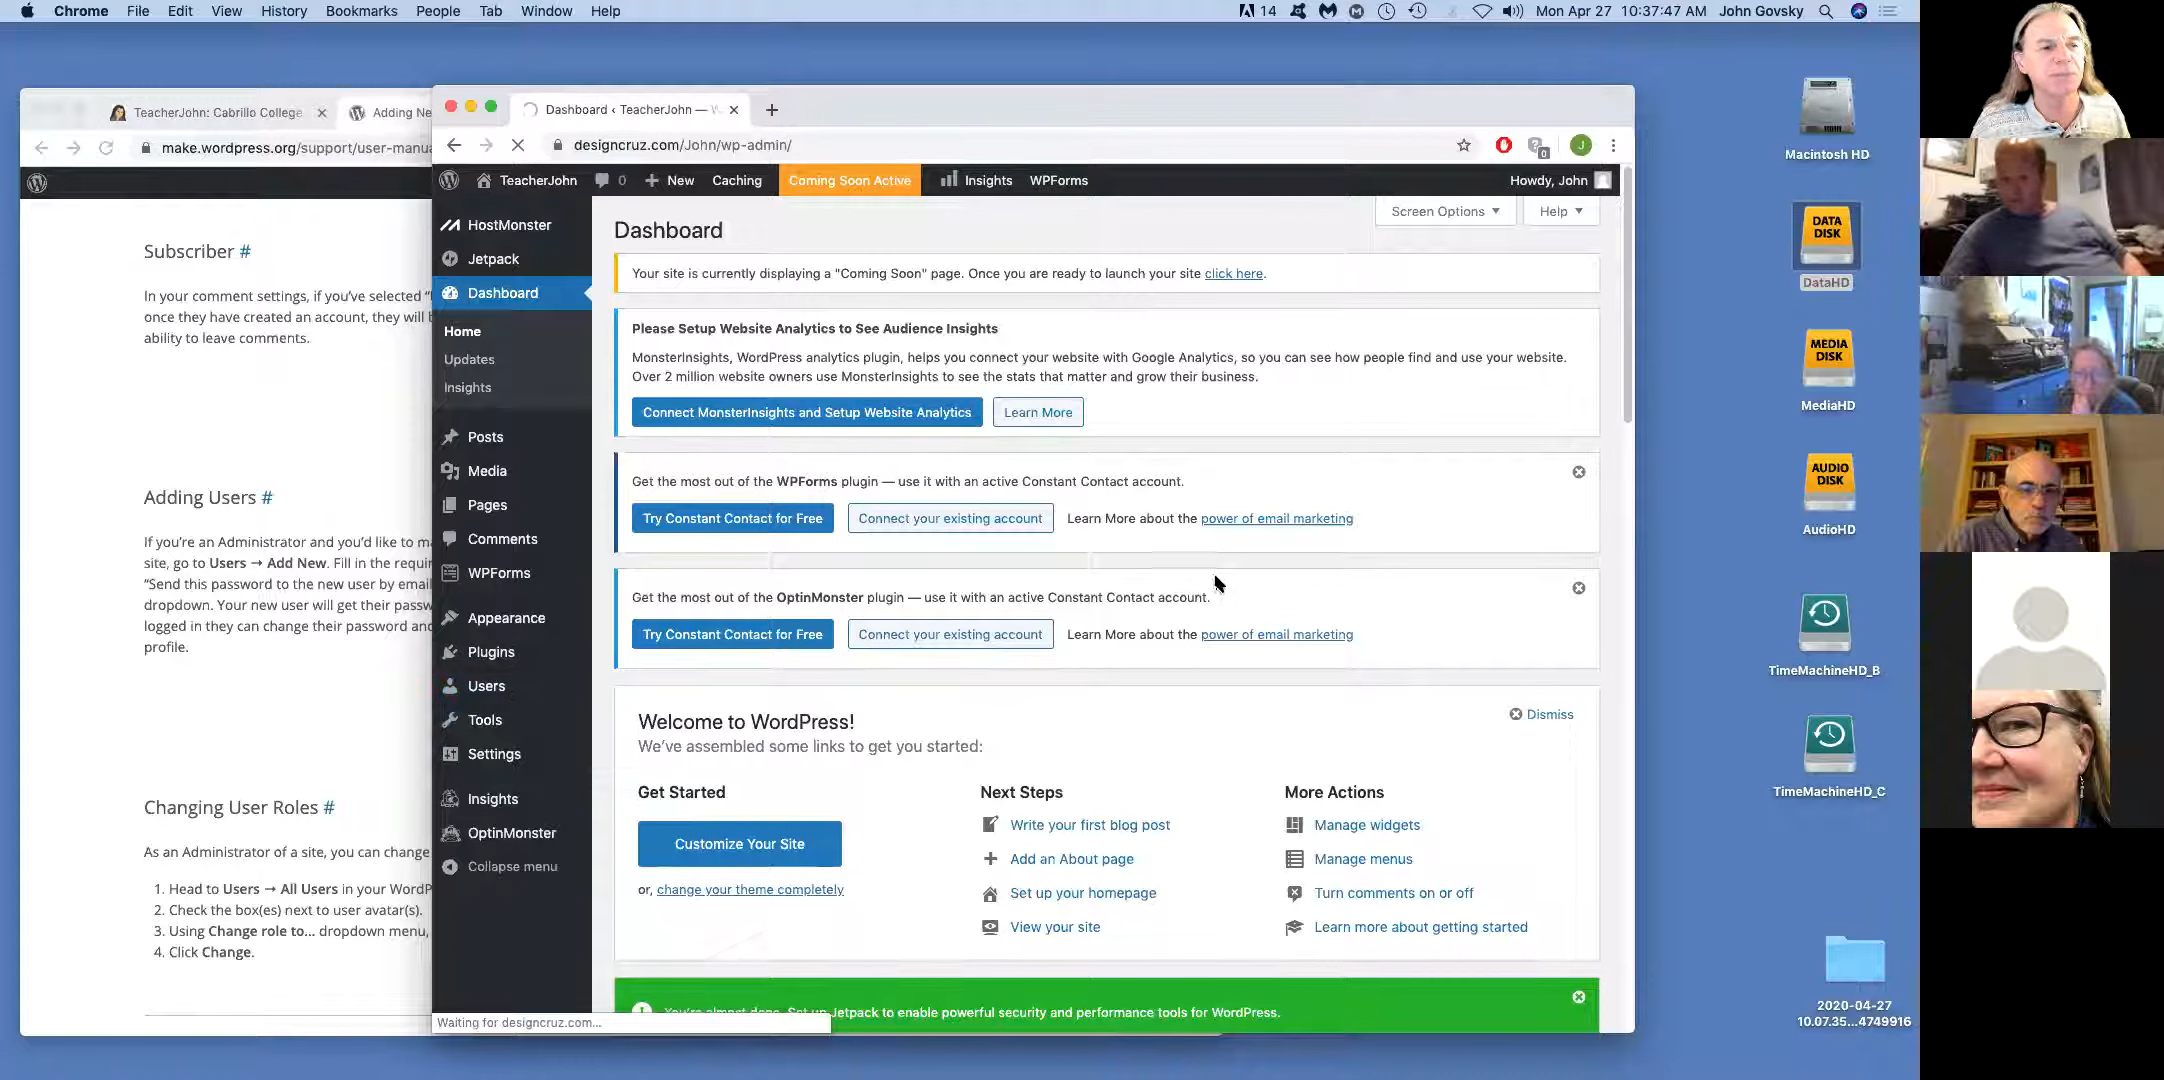 Chrome File Edit View History Bookmarks People Tab Window Help
14 Mon Apr 27 10:37:47 AM John Govsky
TeacherJohn: Cabrillo College
Adding Ne
make.wordpress.org/support/user-manua
Subscriber #
In your comment settings, if you've selected
once they have created an account, they will b
ability to leave comments.
Adding Users #
If you're an Administrator and you'd like to ma
site, go to Users → Add New. Fill in the requir
"Send this password to the new user by email
dropdown. Your new user will get their passw
logged in they can change their password and
profile.
Changing User Roles #
As an Administrator of a site, you can change
1. Head to Users → All Users in your WordP
2. Check the box(es) next to user avatar(s).
3. Using Change role to... dropdown menu,
4. Click Change.
Dashboard ‹ TeacherJohn — W
designcruz.com/John/wp-admin/
0
J
TeacherJohn 0 New Caching Coming Soon Active Insights WPForms Howdy, John
HostMonster
Jetpack
Dashboard
Home
Updates
Insights
Posts
Media
Pages
Comments
WPForms
Appearance
Plugins
Users
Tools
Settings
Insights
OptinMonster
Collapse menu
Screen Options Help
Dashboard
Your site is currently displaying a "Coming Soon" page. Once you are ready to launch your site click here.
Please Setup Website Analytics to See Audience Insights
MonsterInsights, WordPress analytics plugin, helps you connect your website with Google Analytics, so you can see how people find and use your website.
Over 2 million website owners use MonsterInsights to see the stats that matter and grow their business.
Connect MonsterInsights and Setup Website Analytics Learn More
Get the most out of the WPForms plugin — use it with an active Constant Contact account.
Try Constant Contact for Free Connect your existing account Learn More about the power of email marketing
Get the most out of the OptinMonster plugin — use it with an active Constant Contact account.
Try Constant Contact for Free Connect your existing account Learn More about the power of email marketing
Welcome to WordPress!
Dismiss
We've assembled some links to get you started:
Get Started
Customize Your Site
or, change your theme completely
Next Steps
Write your first blog post
Add an About page
Set up your homepage
View your site
More Actions
Manage widgets
Manage menus
Turn comments on or off
Learn more about getting started
You're almost done. Set up Jetpack to enable powerful security and performance tools for WordPress.
Waiting for designcruz.com...
Macintosh HD
DATA
DISK
DataHD
MEDIA
DISK
MediaHD
AUDIO
DISK
AudioHD
TimeMachineHD_B
TimeMachineHD_C
2020-04-27
10.07.35...4749916